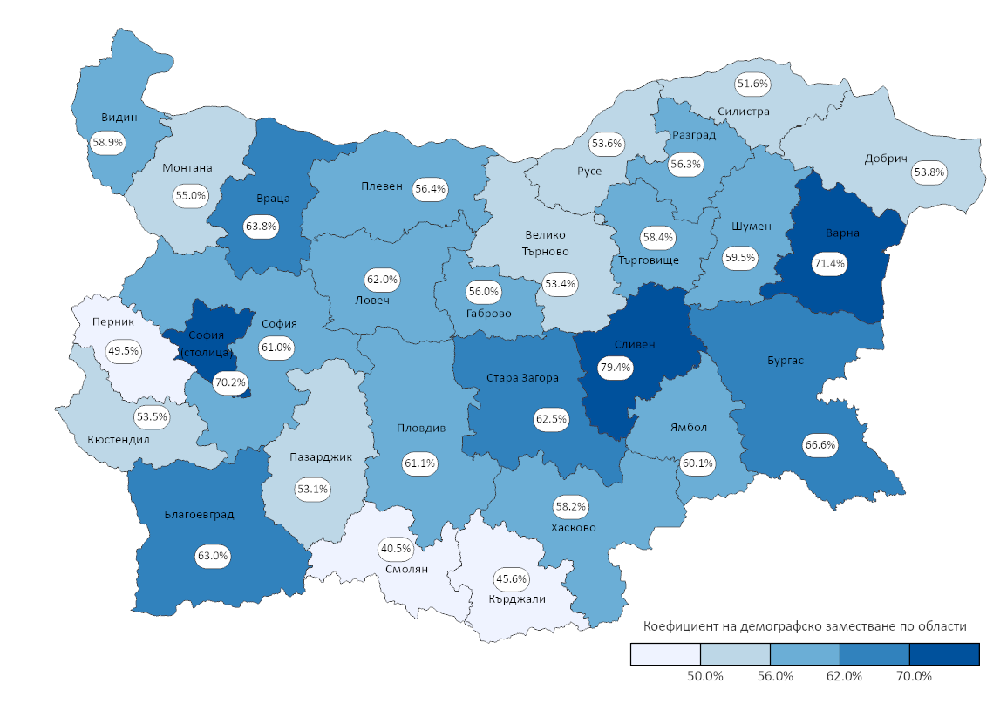 51.6%
Силистра
Видин
58.9%
Разград
56.3%
53.6%
Русе
Добрич
53.8%
Монтана
55.0%
Плевен
56.4%
Враца
63.8%
Велико
Търново
53.4%
58.4%
Търговище
Шумен
59.5%
Варна
71.4%
62.0%
Ловеч
56.0%
Габрово
Перник
49.5%
София
(столица)
70.2%
София
61.0%
Сливен
79.4%
Бургас
66.6%
Стара Загора
62.5%
53.5%
Кюстендил
Пловдив
61.1%
Ямбол
60.1%
Пазарджик
53.1%
Благоевград
63.0%
58.2%
Хасково
40.5%
Смолян
45.6%
Кърджали
Коефициент на демографско заместване по области
50.0% 56.0% 62.0% 70.0%